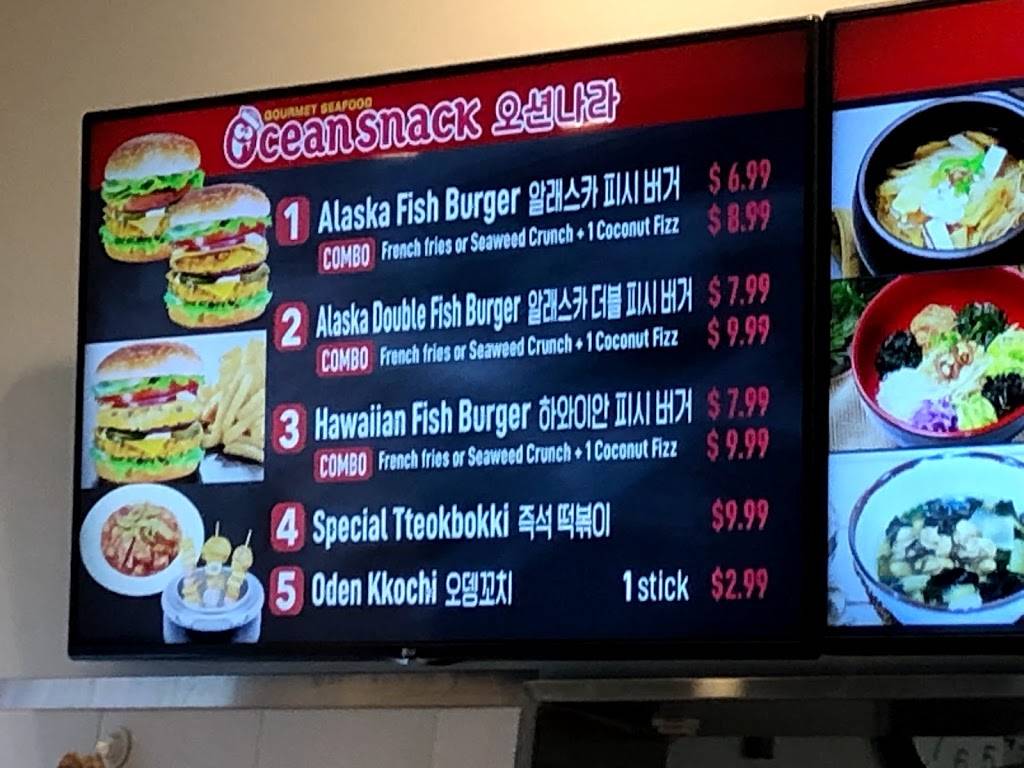 GOURMET SEAFOOD
Oceansnack 오션나라
1 Alaska Fish Burger 알래스카 피시 버거 $ 6.99
COMBO French fries or Seaweed Crunch + 1 Coconut Fizz $ 8.99
2 Alaska Double Fish Burger 알래스카 더블 피시 버거 $ 7.99
COMBO French fries or Seaweed Crunch + 1 Coconut Fizz $ 9.99
3 Hawaiian Fish Burger 하와이안 피시 버거 $ 7.99
COMBO French fries or Seaweed Crunch + 1 Coconut Fizz $ 9.99
4 Special Tteokbokki 즉석 떡볶이 $9.99
5 Oden Kkochi 오뎅꼬치 1 stick $2.99